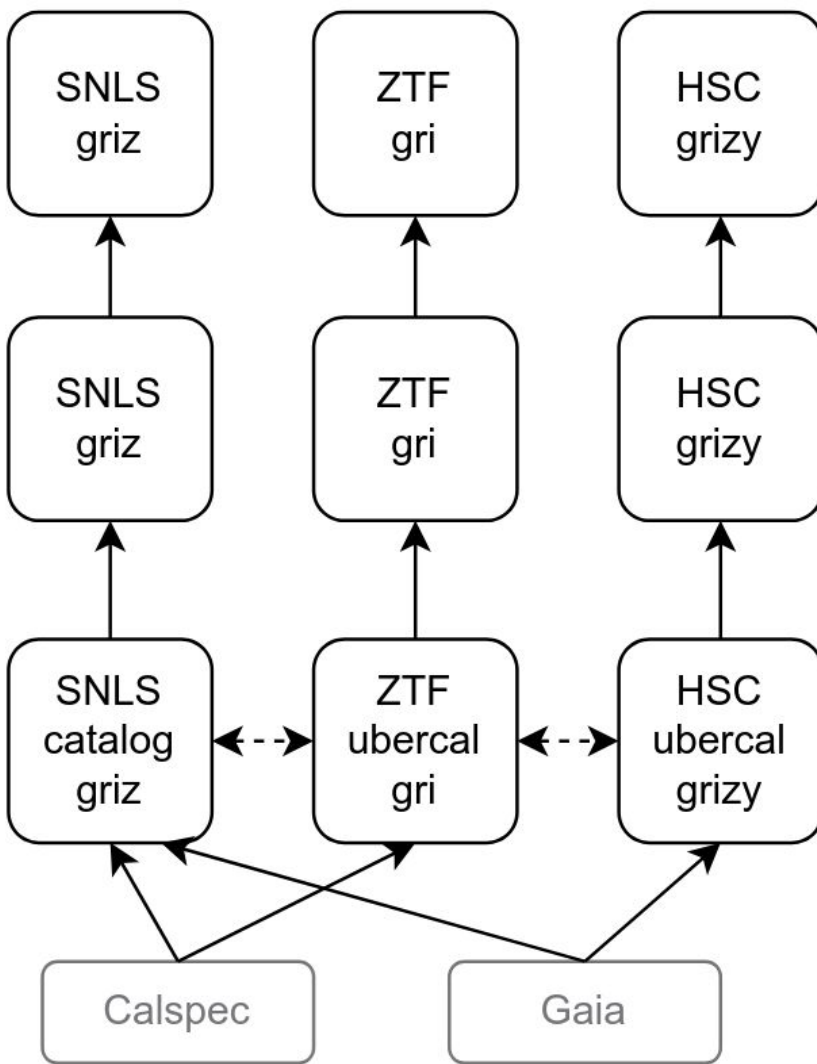 SNLS
griz
ZTF
gri
HSC
grizy
SNLS
griz
ZTF
gri
HSC
grizy
SNLS
catalog
griz
ZTF
ubercal
gri
HSC
ubercal
grizy
Calspec
Gaia